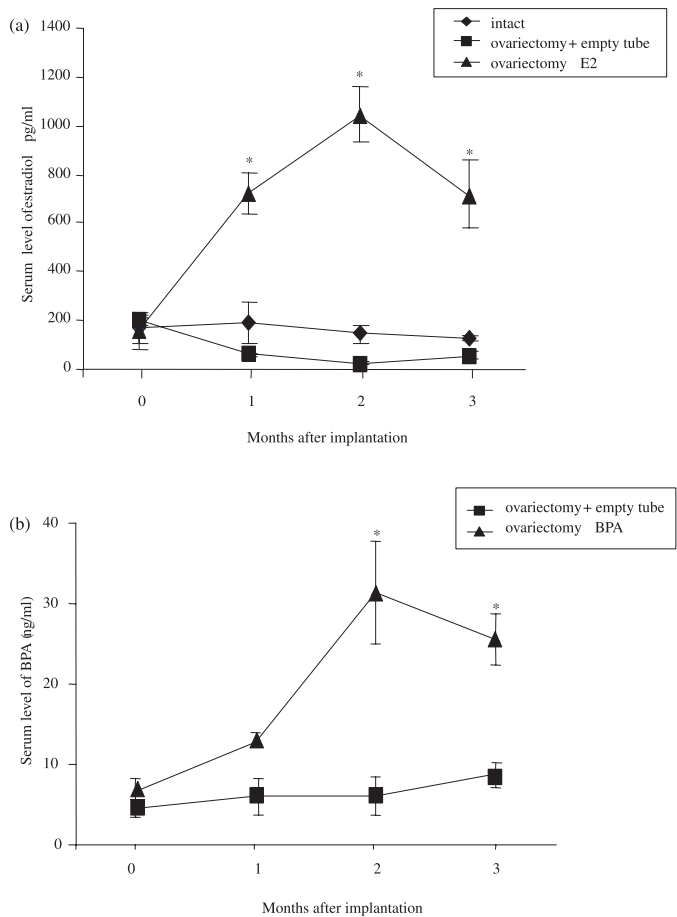 (a)
1400
1200
1000
800
600
400
200
0
Serum level of estradiol pg/ml
intact
ovariectomy + empty tube
ovariectomy E2
*
*
*
0 1 2 3
Months after implantation
(b)
40
30
20
10
0
Serum level of BPA (ng/ml)
ovariectomy + empty tube
ovariectomy BPA
*
*
0 1 2 3
Months after implantation